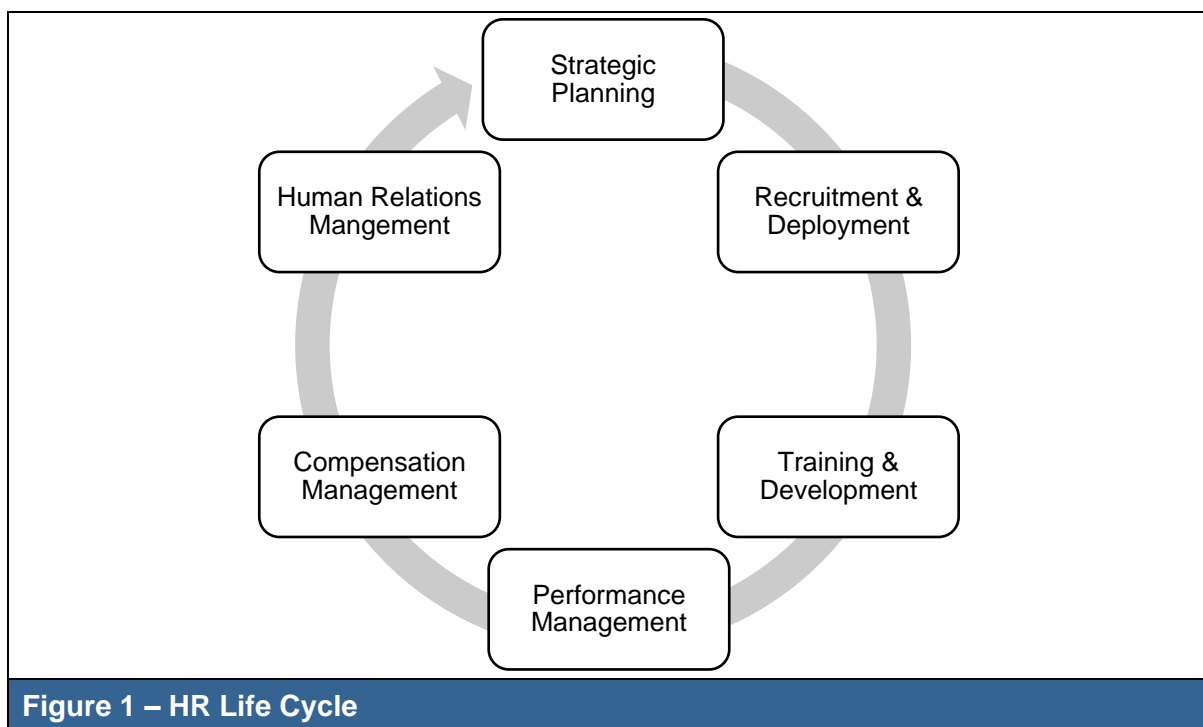 Strategic
Planning
Recruitment &
Deployment
Training &
Development
Performance
Management
Compensation
Management
Human Relations
Mangement
Figure 1 – HR Life Cycle